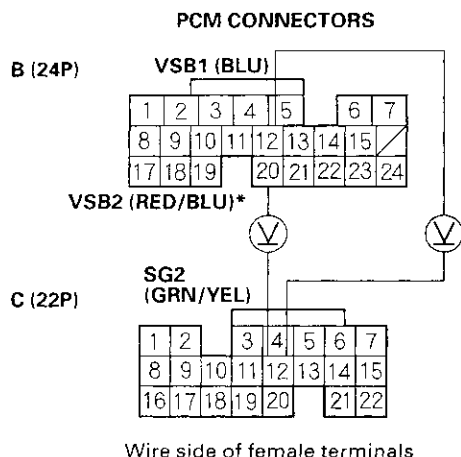 PCM CONNECTORS
B (24P)
VSB1 (BLU)
1 2 3 4 5 6 7
8 9 10 11 12 13 14 15
17 18 19 20 21 22 23 24
VSB2 (RED/BLU)*
V V
SG2
(GRN/YEL)
C (22P)
1 2 3 4 5 6 7
8 9 10 11 12 13 14 15
16 17 18 19 20 21 22
Wire side of female terminals